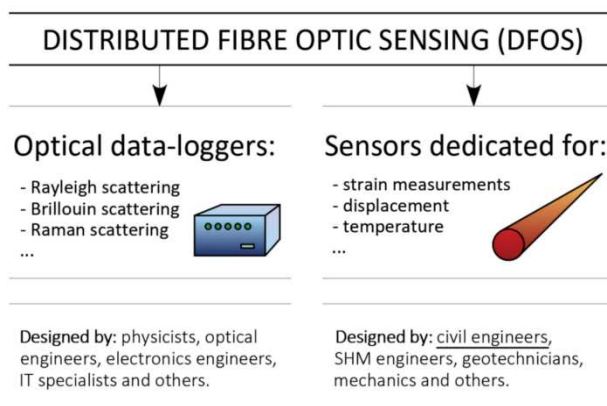 DISTRIBUTED FIBRE OPTIC SENSING (DFOS)
Optical data-loggers:
- Rayleigh scattering
- Brillouin scattering
- Raman scattering
...
Designed by: physicists, optical
engineers, electronics engineers,
IT specialists and others.
Sensors dedicated for:
- strain measurements
- displacement
- temperature
...
Designed by: civil engineers,
SHM engineers, geotechnicians,
mechanics and others.